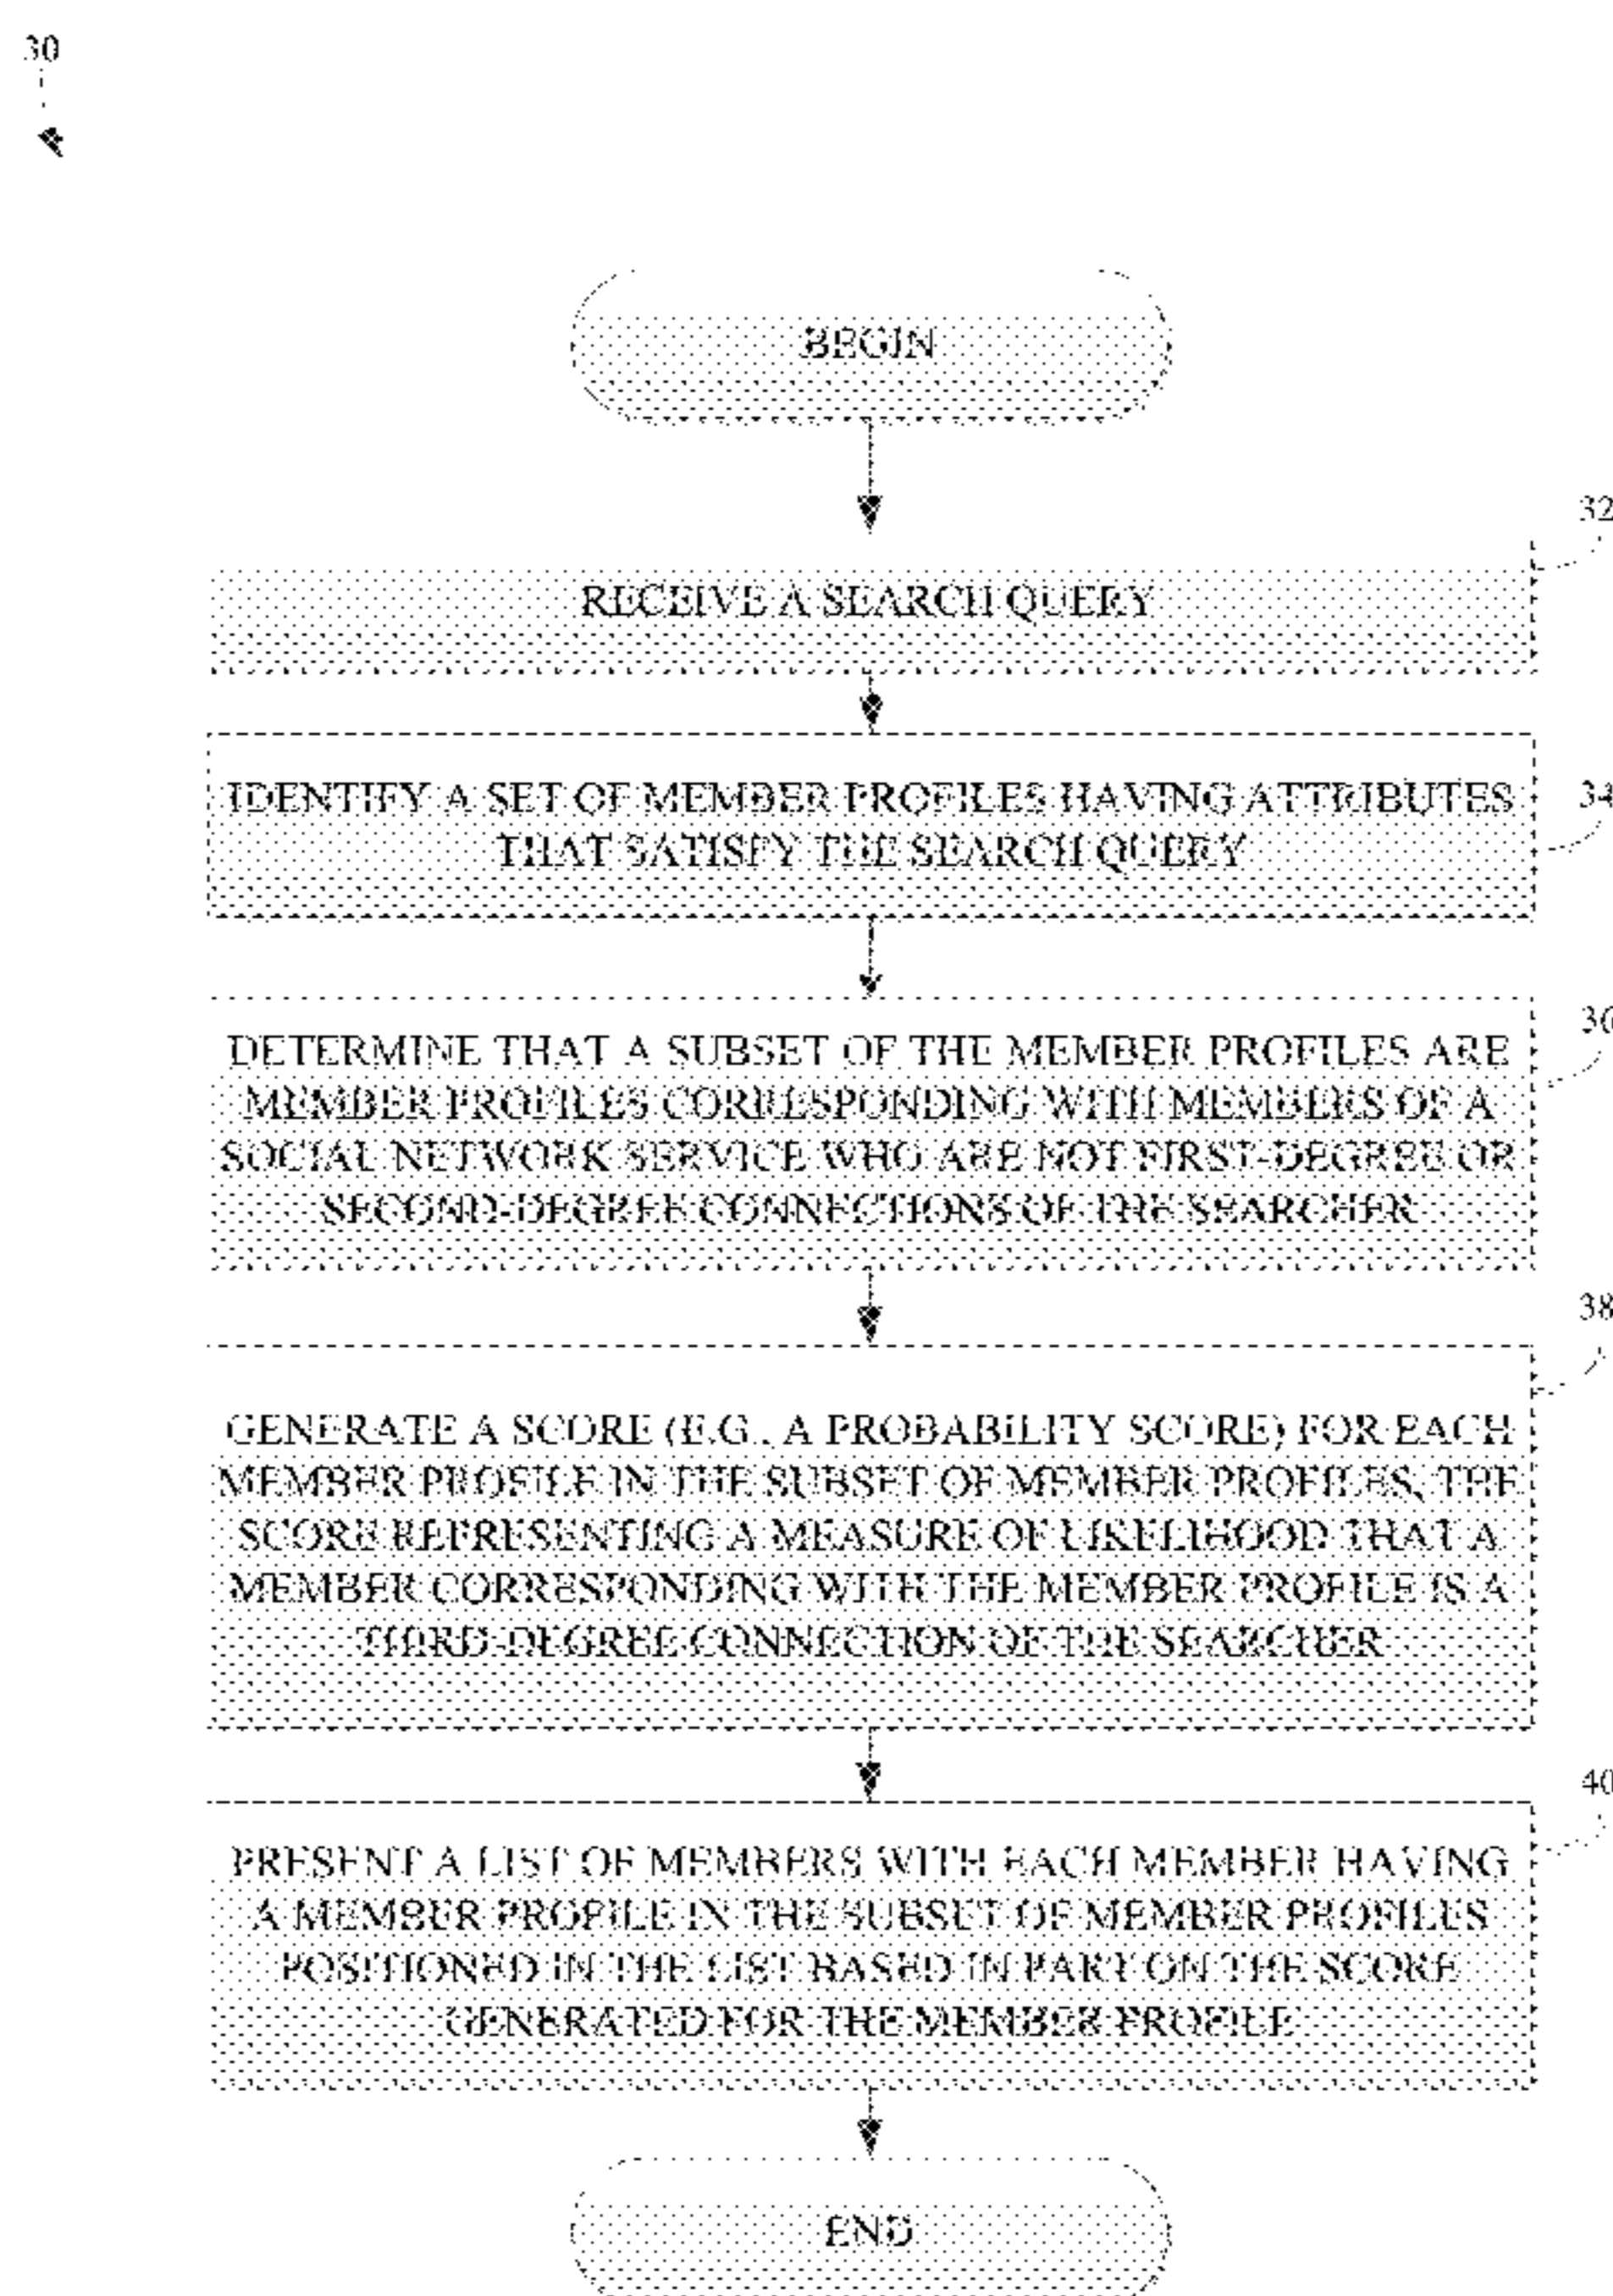 30
BEGIN
32
RECEIVE A SEARCH QUERY
34
IDENTIFY A SET OF MEMBER PROFILES HAVING ATTRIBUTES
THAT SATISFY THE SEARCH QUERY
36
DETERMINE THAT A SUBSET OF THE MEMBER PROFILES ARE
MEMBER PROFILES CORRESPONDING WITH MEMBERS OF A
SOCIAL NETWORK SERVICE WHO ARE NOT FIRST-DEGREE OR
SECOND-DEGREE CONNECTIONS OF THE SEARCHER
38
GENERATE A SCORE (E.G., A PROBABILITY SCORE) FOR EACH
MEMBER PROFILE IN THE SUBSET OF MEMBER PROFILES, THE
SCORE REPRESENTING A MEASURE OF LIKELIHOOD THAT A
MEMBER CORRESPONDING WITH THE MEMBER PROFILE IS A
THIRD-DEGREE CONNECTION OF THE SEARCHER
40
PRESENT A LIST OF MEMBERS WITH EACH MEMBER HAVING
A MEMBER PROFILE IN THE SUBSET OF MEMBER PROFILES
POSITIONED IN THE LIST BASED IN PART ON THE SCORE
GENERATED FOR THE MEMBER PROFILE
END